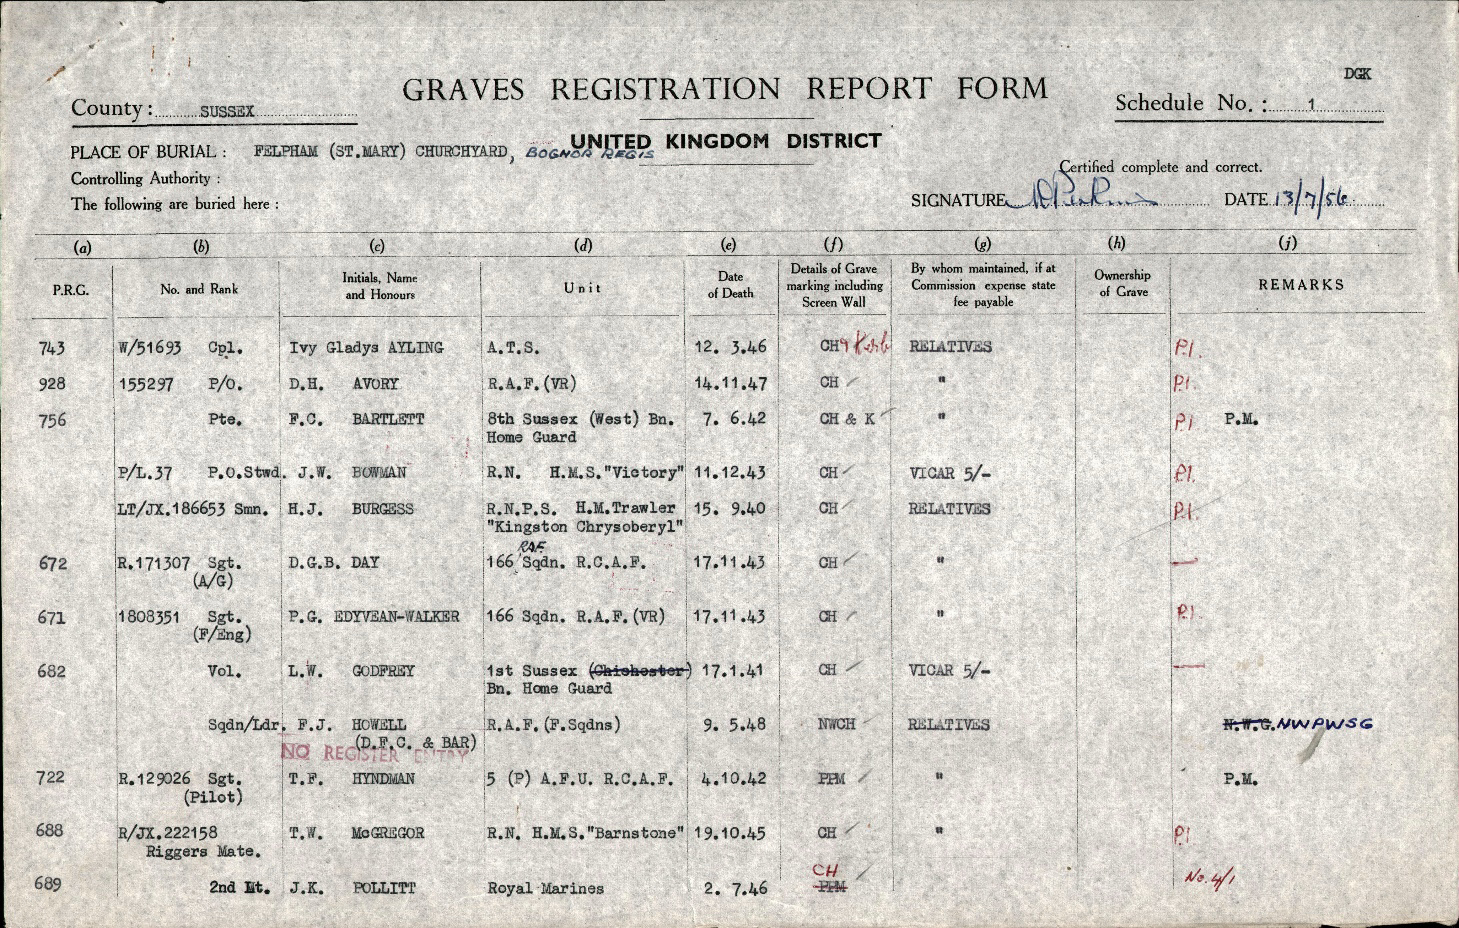 DGK
GRAVES REGISTRATION REPORT FORM
County: SUSSEX
Schedule No.: 1
UNITED KINGDOM DISTRICT
PLACE OF BURIAL: FELPHAM (ST.MARY) CHURCHYARD, BOGNOR REGIS
Certified complete and correct.
Controlling Authority:
SIGNATURE DATE 13/7/56
The following are buried here:
(a) (b) (c) (d) (e) (f) (g) (h) (j)
P.R.G. No. and Rank Initials, Name and Honours Unit Date of Death Details of Grave marking including Screen Wall By whom maintained, if at Commission expense state fee payable Ownership of Grave REMARKS
743 W/51693 Cpl. Ivy Gladys AYLING A.T.S. 12. 3.46 CH & Kerb RELATIVES P.I.
928 155297 P/O. D.H. AVORY R.A.F.(VR) 14.11.47 CH " P.I.
756 Pte. F.C. BARTLETT 8th Sussex (West) Bn. 7. 6.42 CH & K " P.I P.M.
Home Guard
P/L.37 P.O.Stwd. J.W. BOWMAN R.N. H.M.S."Victory" 11.12.43 CH VICAR 5/- P.I.
LT/JX.186653 Smn. H.J. BURGESS R.N.P.S. H.M.Trawler 15. 9.40 CH RELATIVES P.I.
"Kingston Chrysoberyl"
RAF.
672 R.171307 Sgt. D.G.B. DAY 166 Sqdn. R.C.A.F. 17.11.43 CH "
(A/G)
671 1808351 Sgt. P.G. EDYVEAN-WALKER 166 Sqdn. R.A.F.(VR) 17.11.43 CH " P.I.
(F/Eng)
682 Vol. L.W. GODFREY 1st Sussex (Chichester) 17.1.41 CH VICAR 5/-
Bn. Home Guard
Sqdn/Ldr. F.J. HOWELL R.A.F.(F.Sqdns) 9. 5.48 NWCH RELATIVES N.W.G. NWPWSG
(D.F.C. & BAR)
NO REGISTER ENTRY
722 R.129026 Sgt. T.F. HYNDMAN 5 (P) A.F.U. R.C.A.F. 4.10.42 PPM " P.M.
(Pilot)
688 R/JX.222158 T.W. McGREGOR R.N. H.M.S."Barnstone" 19.10.45 CH " P.I
Riggers Mate.
CH
689 2nd Lt. J.K. POLLITT Royal Marines 2. 7.46 PPM No. 4/1